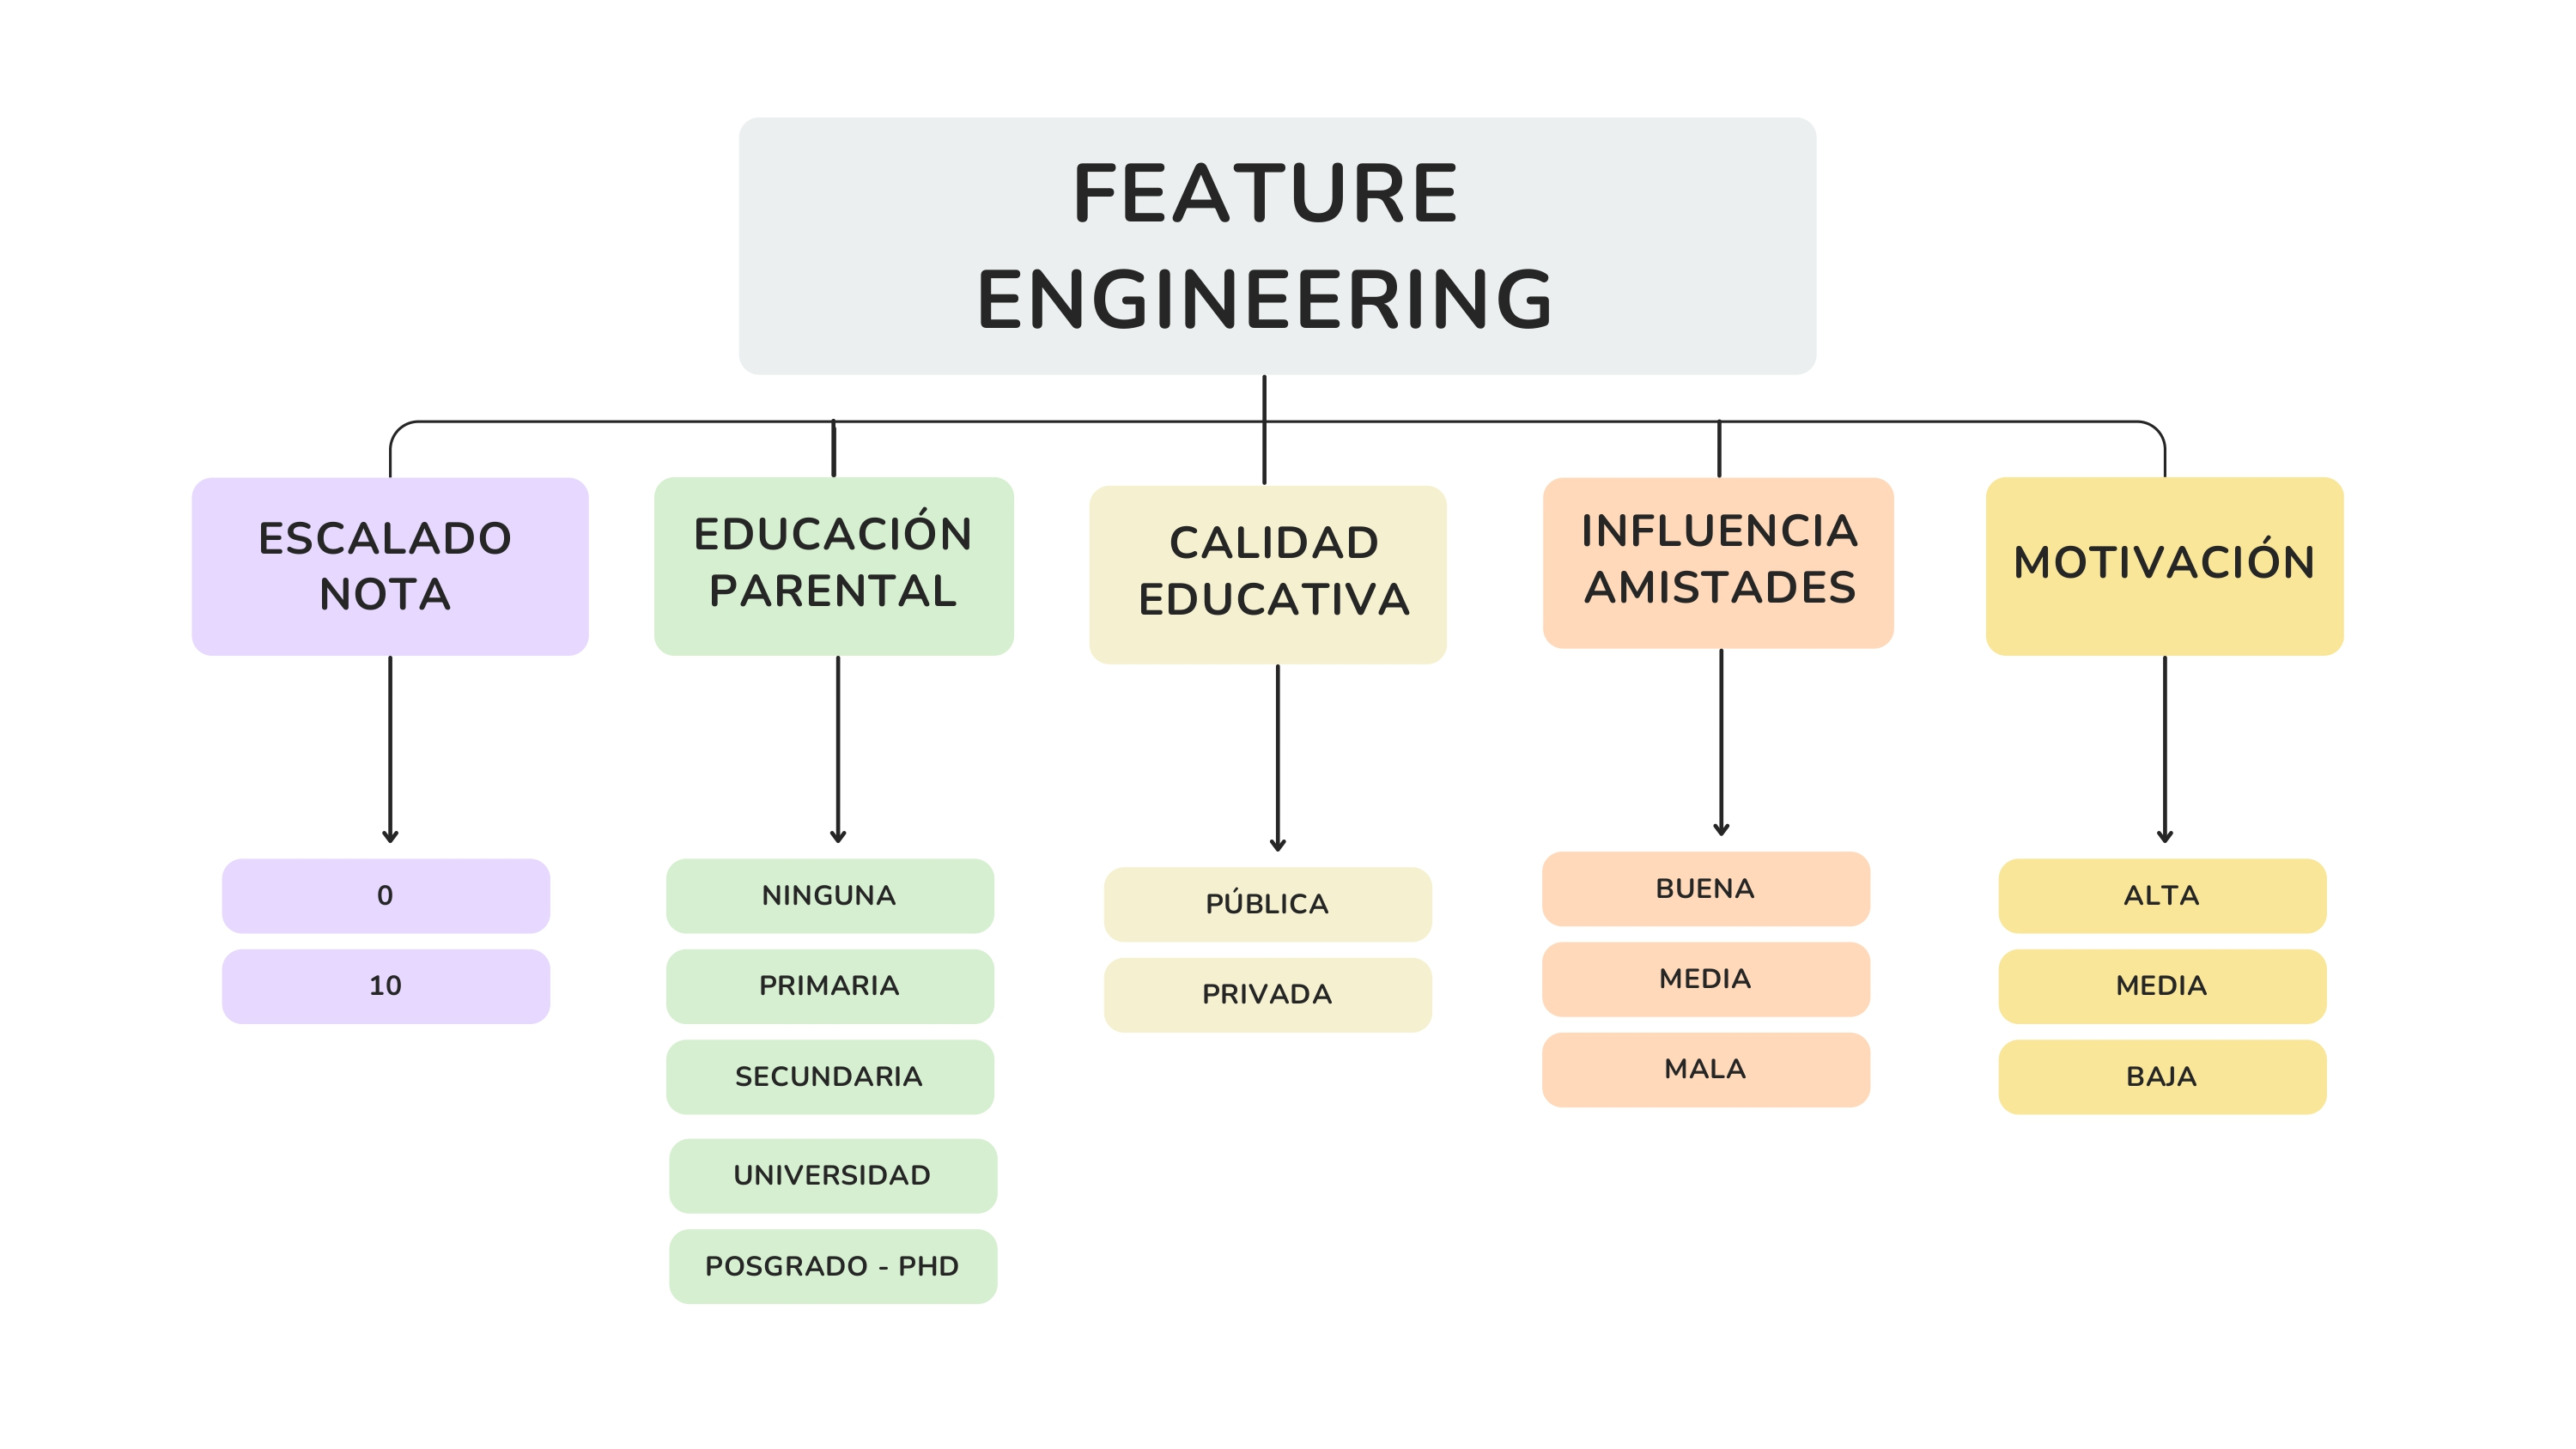 FEATURE
ENGINEERING
ESCALADO
NOTA
0
10
EDUCACIÓN
PARENTAL
NINGUNA
PRIMARIA
SECUNDARIA
UNIVERSIDAD
POSGRADO - PHD
CALIDAD
EDUCATIVA
PÚBLICA
PRIVADA
INFLUENCIA
AMISTADES
BUENA
MEDIA
MALA
MOTIVACIÓN
ALTA
MEDIA
BAJA